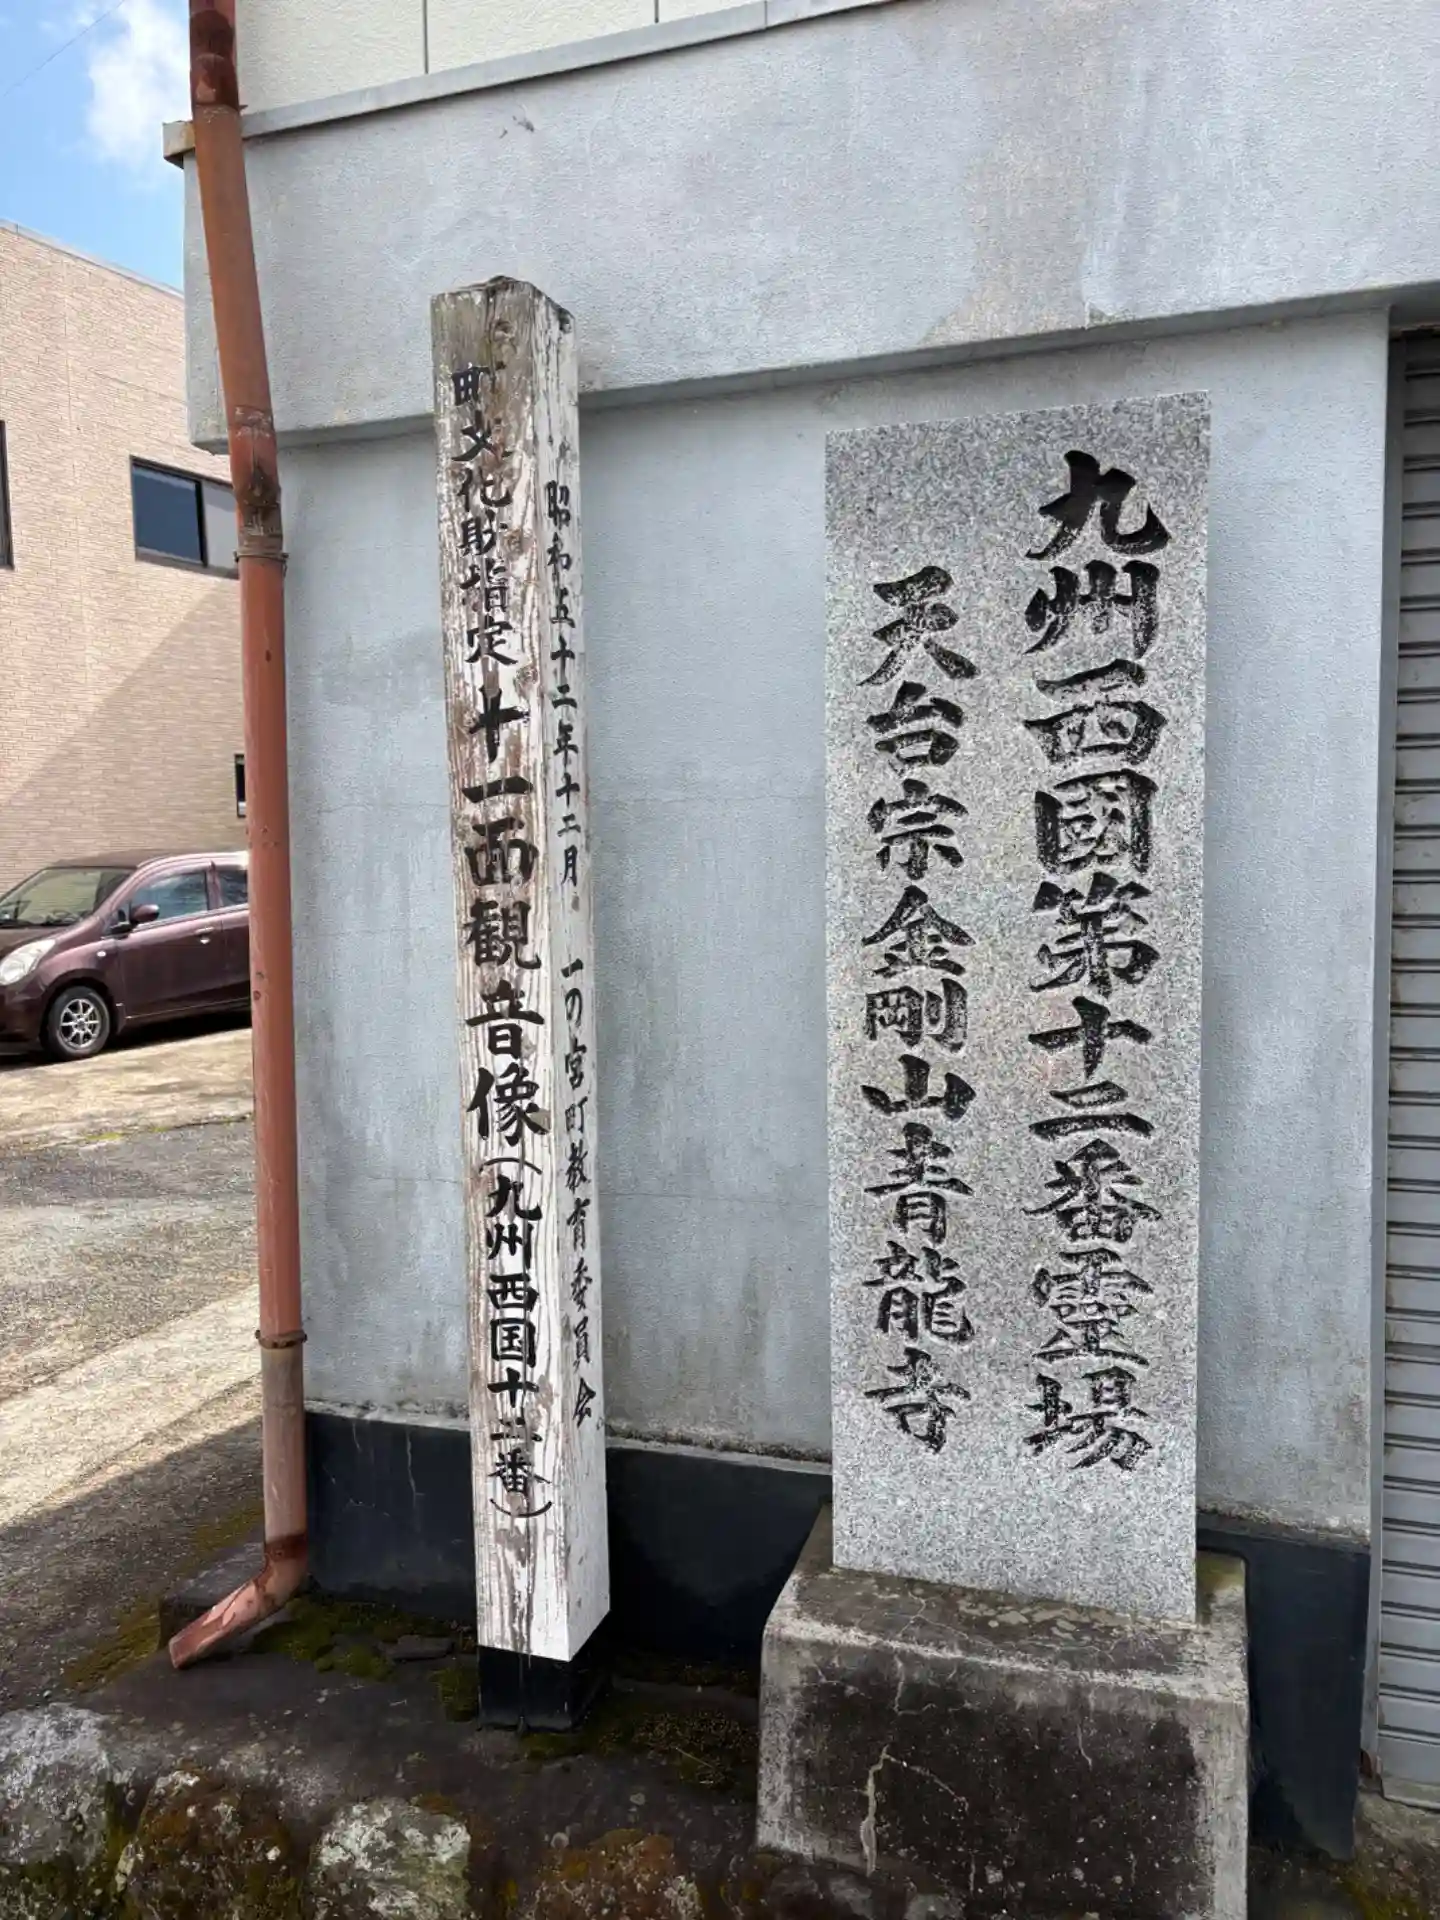 九州西國第十二番霊場
天台宗金剛山青龍寺
昭和五十二年十二月 一の宮町教育委員会
町文化財指定十一面観音像(九州西国十二番)